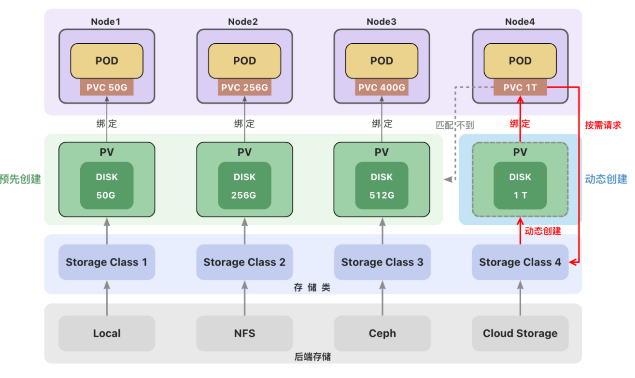 Node1
Node2
Node3
Node4
POD
POD
POD
POD
PVC 50G
PVC 256G
PVC 400G
PVC 1T
绑 定
绑 定
绑 定
匹配不到
绑 定
按需请求
PV
PV
PV
PV
预先创建
DISK
50G
DISK
256G
DISK
512G
DISK
1 T
动态创建
动态创建
Storage Class 1
Storage Class 2
Storage Class 3
Storage Class 4
存 储 类
Local
NFS
Ceph
Cloud Storage
后端存储